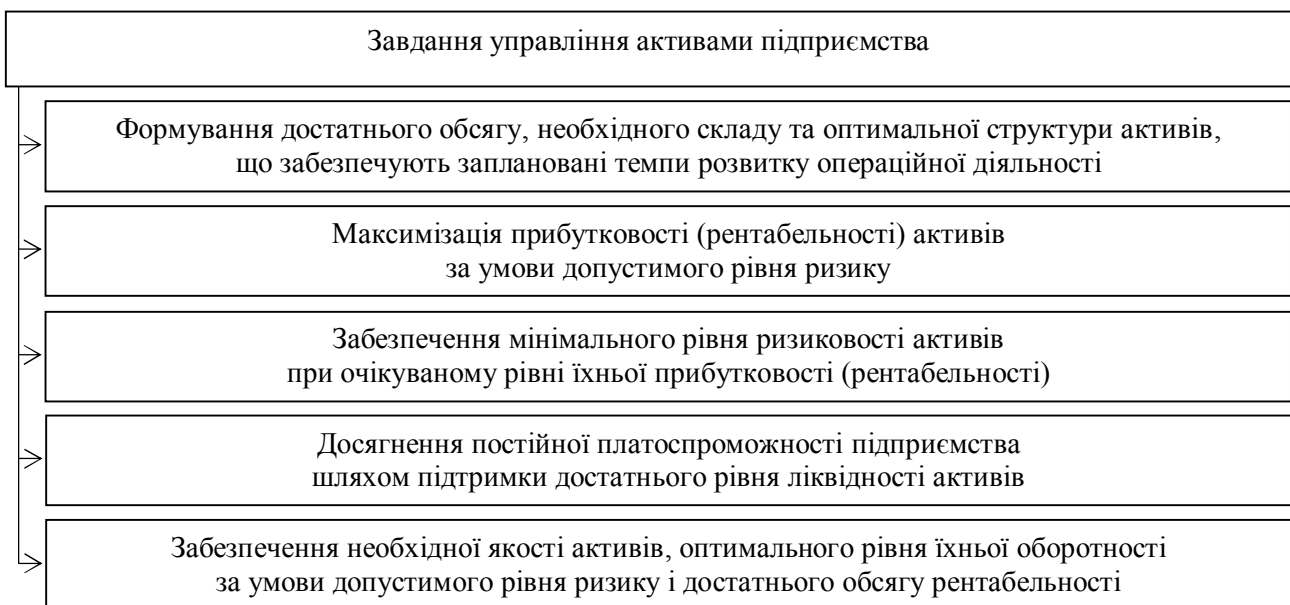 Завдання управління активами підприємства
Формування достатнього обсягу, необхідного складу та оптимальної структури активів,
що забезпечують заплановані темпи розвитку операційної діяльності
Максимізація прибутковості (рентабельності) активів
за умови допустимого рівня ризику
Забезпечення мінімального рівня ризиковості активів
при очікуваному рівні їхньої прибутковості (рентабельності)
Досягнення постійної платоспроможності підприємства
шляхом підтримки достатнього рівня ліквідності активів
Забезпечення необхідної якості активів, оптимального рівня їхньої оборотності
за умови допустимого рівня ризику і достатнього обсягу рентабельності